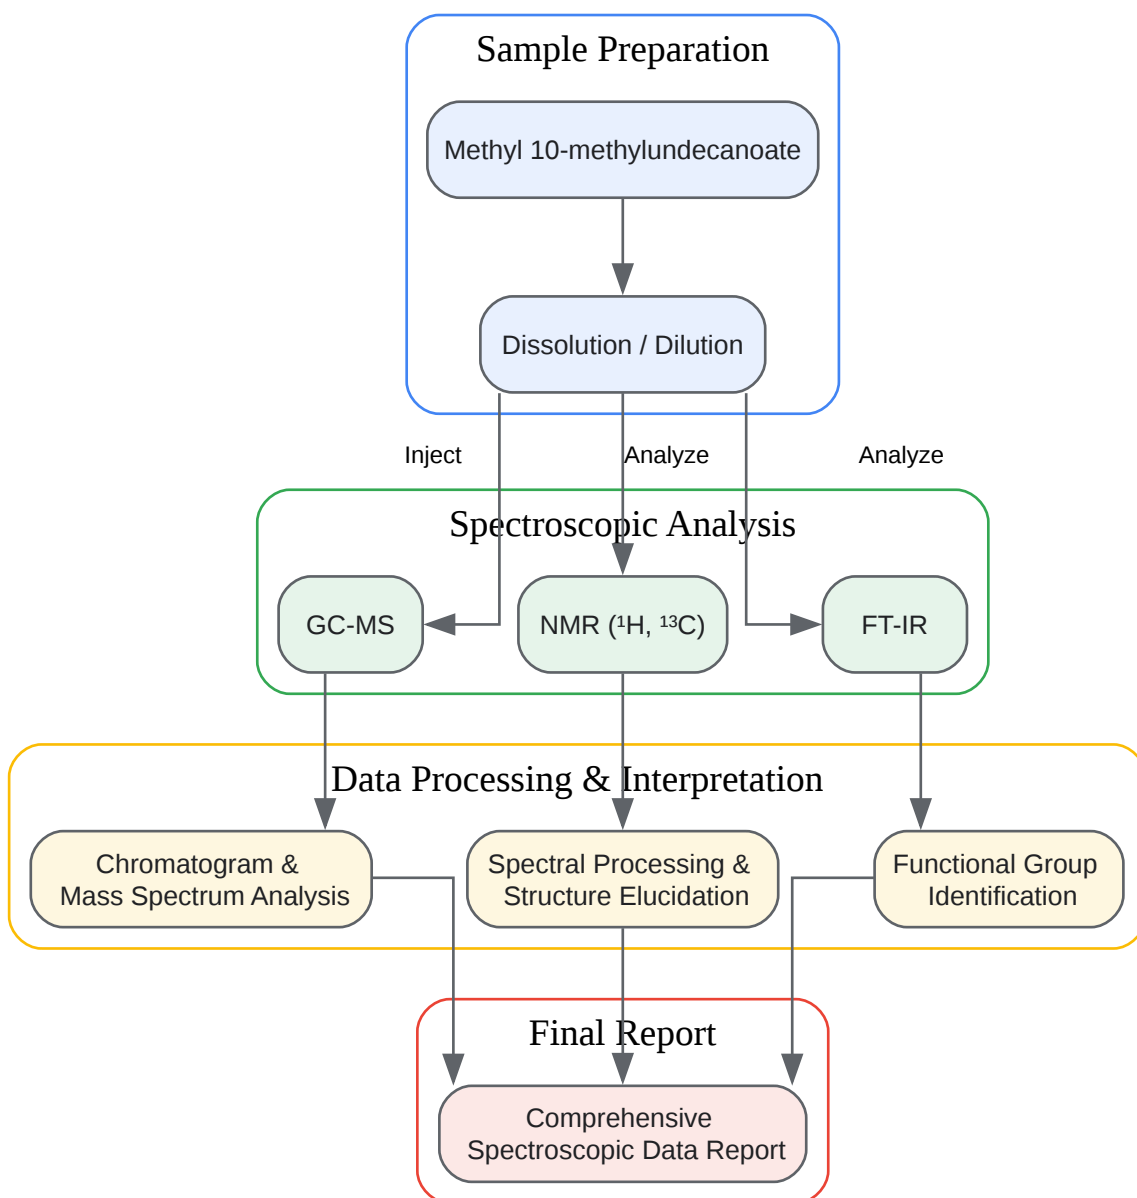 Sample Preparation
Methyl 10-methylundecanoate
Dissolution / Dilution
Inject
Analyze
Analyze
Spectroscopic Analysis
GC-MS
NMR (¹H, ¹³C)
FT-IR
Data Processing & Interpretation
Chromatogram &
Mass Spectrum Analysis
Spectral Processing &
Structure Elucidation
Functional Group
Identification
Final Report
Comprehensive
Spectroscopic Data Report